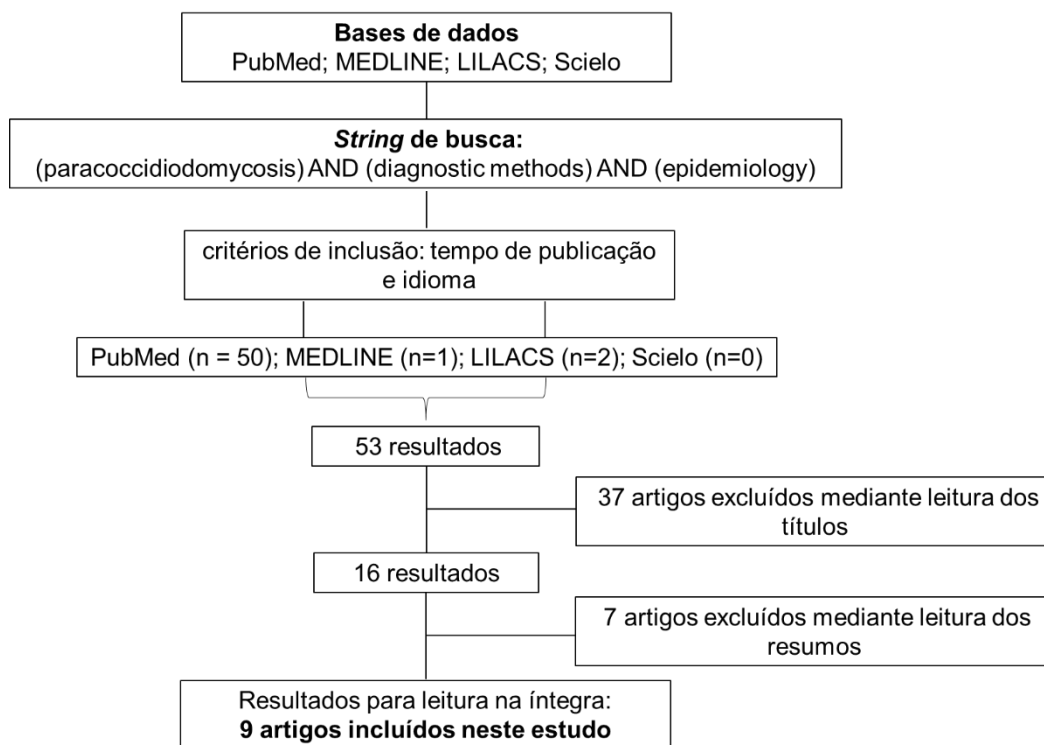 Bases de dados
PubMed; MEDLINE; LILACS; Scielo
String de busca:
(paracoccidiodomycosis) AND (diagnostic methods) AND (epidemiology)
critérios de inclusão: tempo de publicação
e idioma
PubMed (n = 50); MEDLINE (n=1); LILACS (n=2); Scielo (n=0)
53 resultados
37 artigos excluídos mediante leitura dos
títulos
16 resultados
7 artigos excluídos mediante leitura dos
resumos
Resultados para leitura na íntegra:
9 artigos incluídos neste estudo